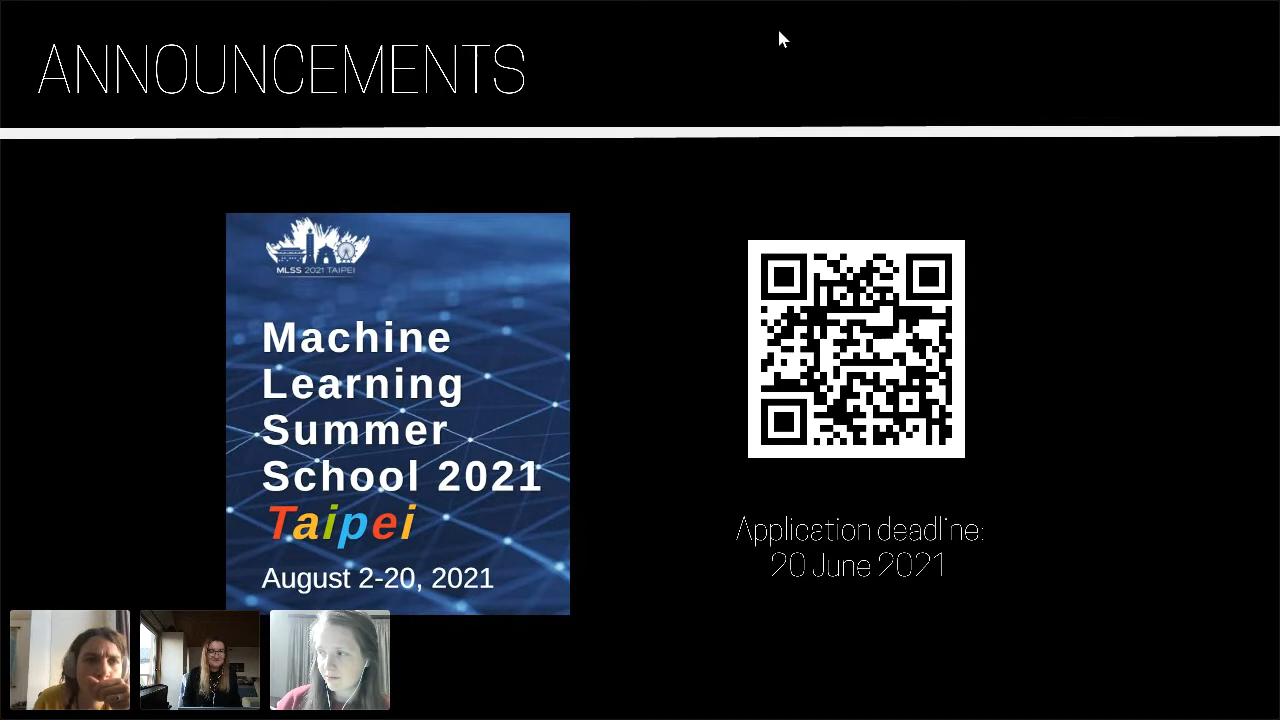 ANNOUNCEMENTS
MLSS 2021 TAIPEI
Machine
Learning
Summer
School 2021
Taipei
August 2-20, 2021
Application deadline:
20 June 2021